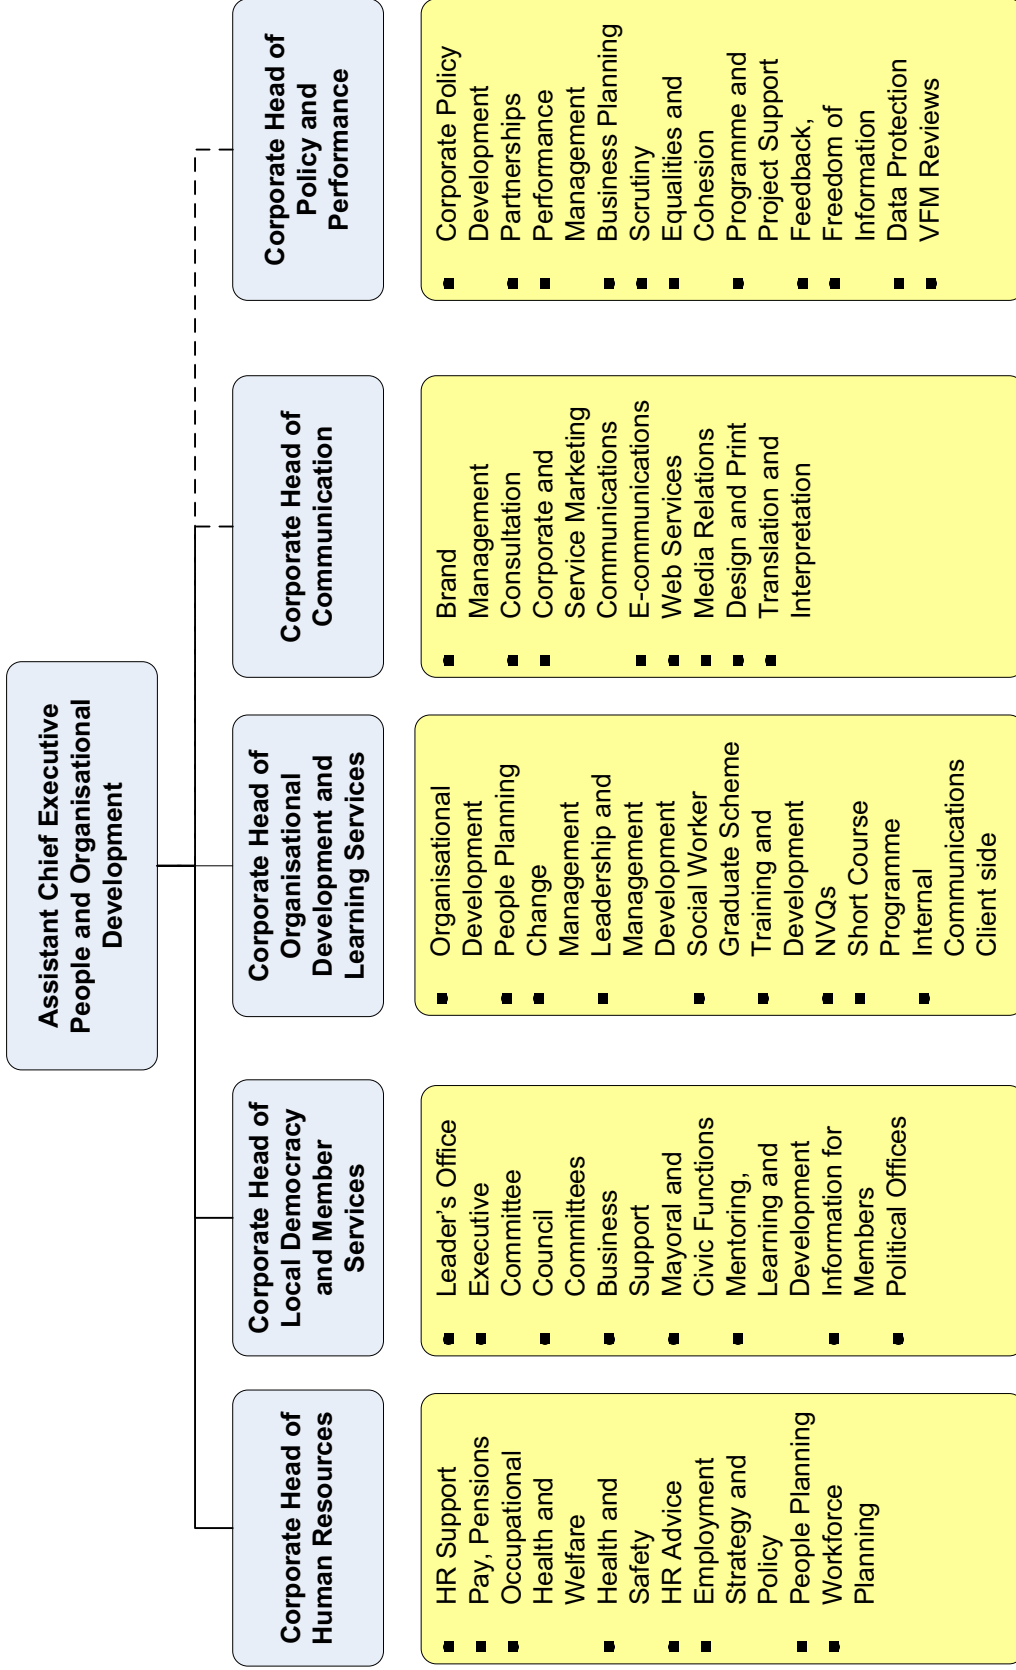 Assistant Chief Executive
People and Organisational
Development
Corporate Head of
Human Resources
HR Support
Pay, Pensions
Occupational
Health and
Welfare
Health and
Safety
HR Advice
Employment
Strategy and
Policy
People Planning
Workforce
Planning
Corporate Head of
Local Democracy
and Member
Services
Leader’s Office
Executive
Committee
Council
Committees
Business
Support
Mayoral and
Civic Functions
Mentoring,
Learning and
Development
Information for
Members
Political Offices
Corporate Head of
Organisational
Development and
Learning Services
Organisational
Development
People Planning
Change
Management
Leadership and
Management
Development
Social Worker
Graduate Scheme
Training and
Development
NVQs
Short Course
Programme
Internal
Communications
Client side
Corporate Head of
Communication
Brand
Management
Consultation
Corporate and
Service Marketing
Communications
E-communications
Web Services
Media Relations
Design and Print
Translation and
Interpretation
Corporate Head of
Policy and
Performance
Corporate Policy
Development
Partnerships
Performance
Management
Business Planning
Scrutiny
Equalities and
Cohesion
Programme and
Project Support
Feedback,
Freedom of
Information
Data Protection
VFM Reviews